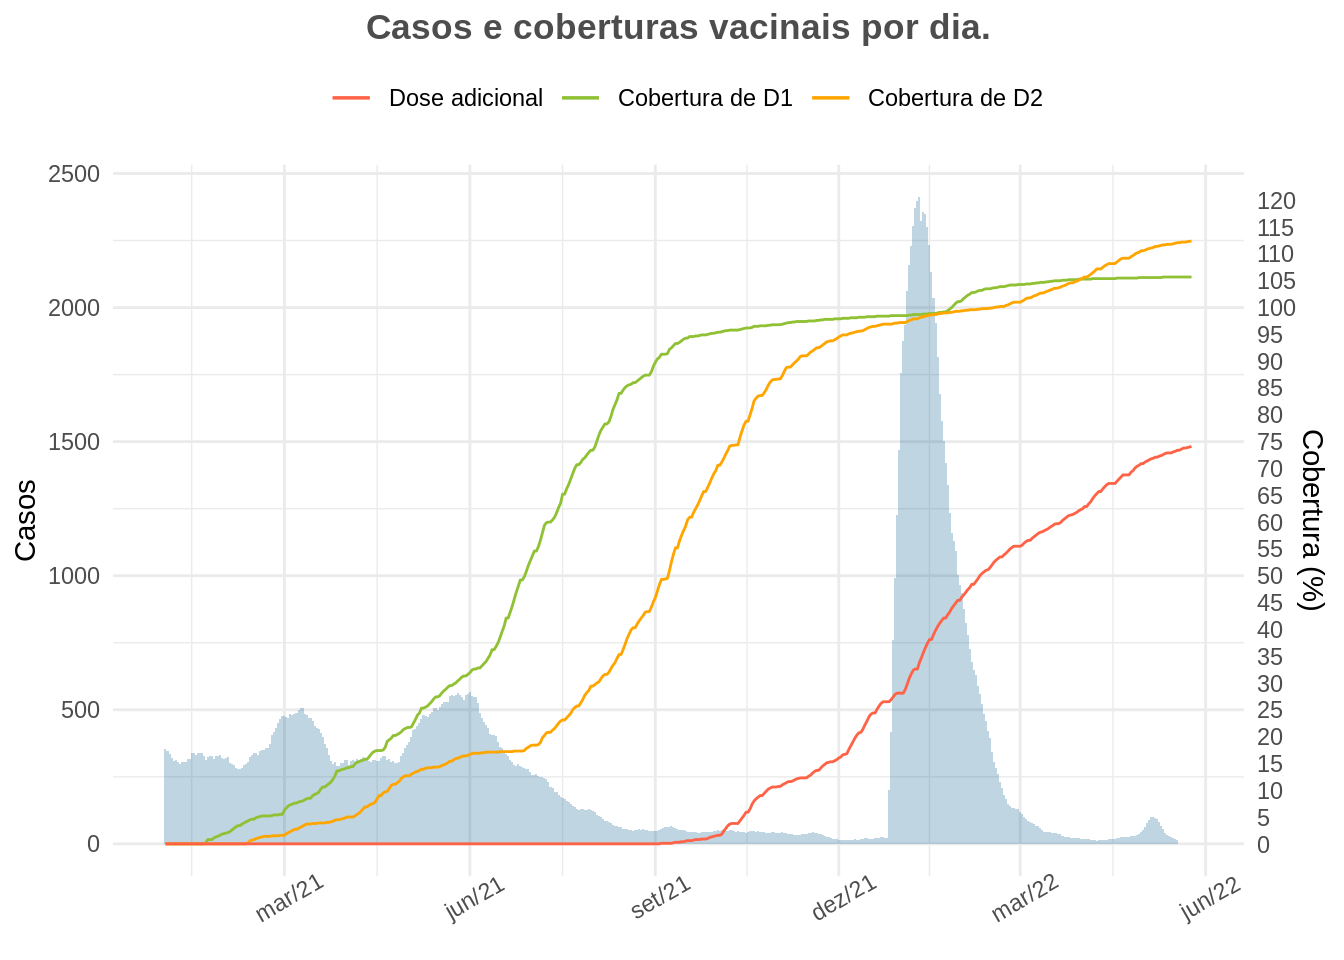 Casos e coberturas vacinais por dia.
Dose adicional
Cobertura de D1
Cobertura de D2
Casos
2500
2000
1500
1000
500
0
120
115
110
105
100
95
90
85
80
75
70
65
60
55
50
45
40
35
30
25
20
15
10
5
0
Cobertura (%)
mar/21
jun/21
set/21
dez/21
mar/22
jun/22